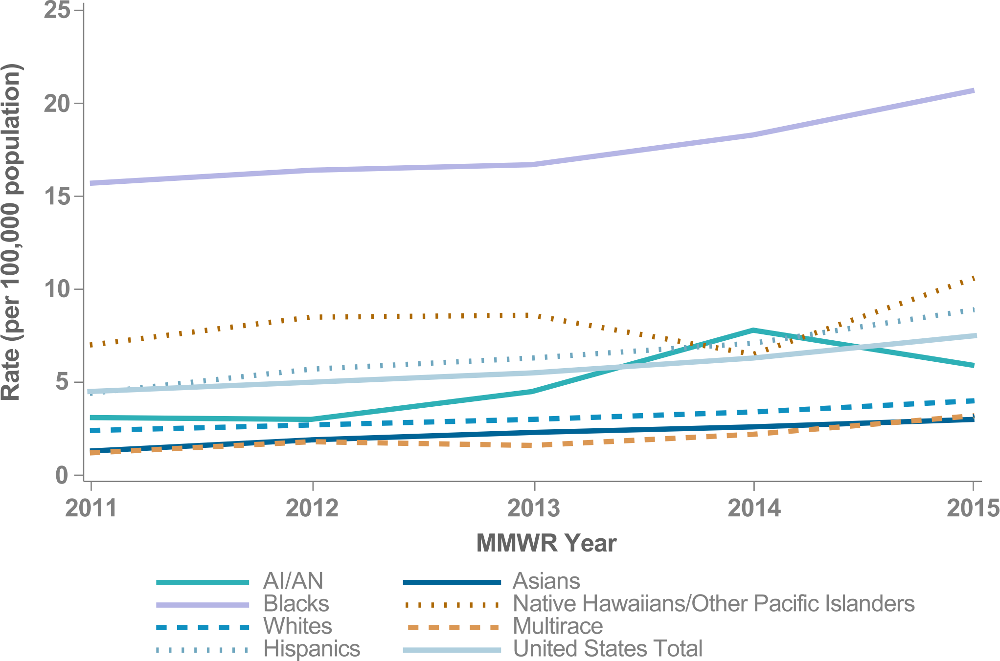 Rate (per 100,000 population)
25
20
15
10
5
0
2011 2012 2013 2014 2015
MMWR Year
AI/AN Asians
Blacks Native Hawaiians/Other Pacific Islanders
Whites Multirace
Hispanics United States Total